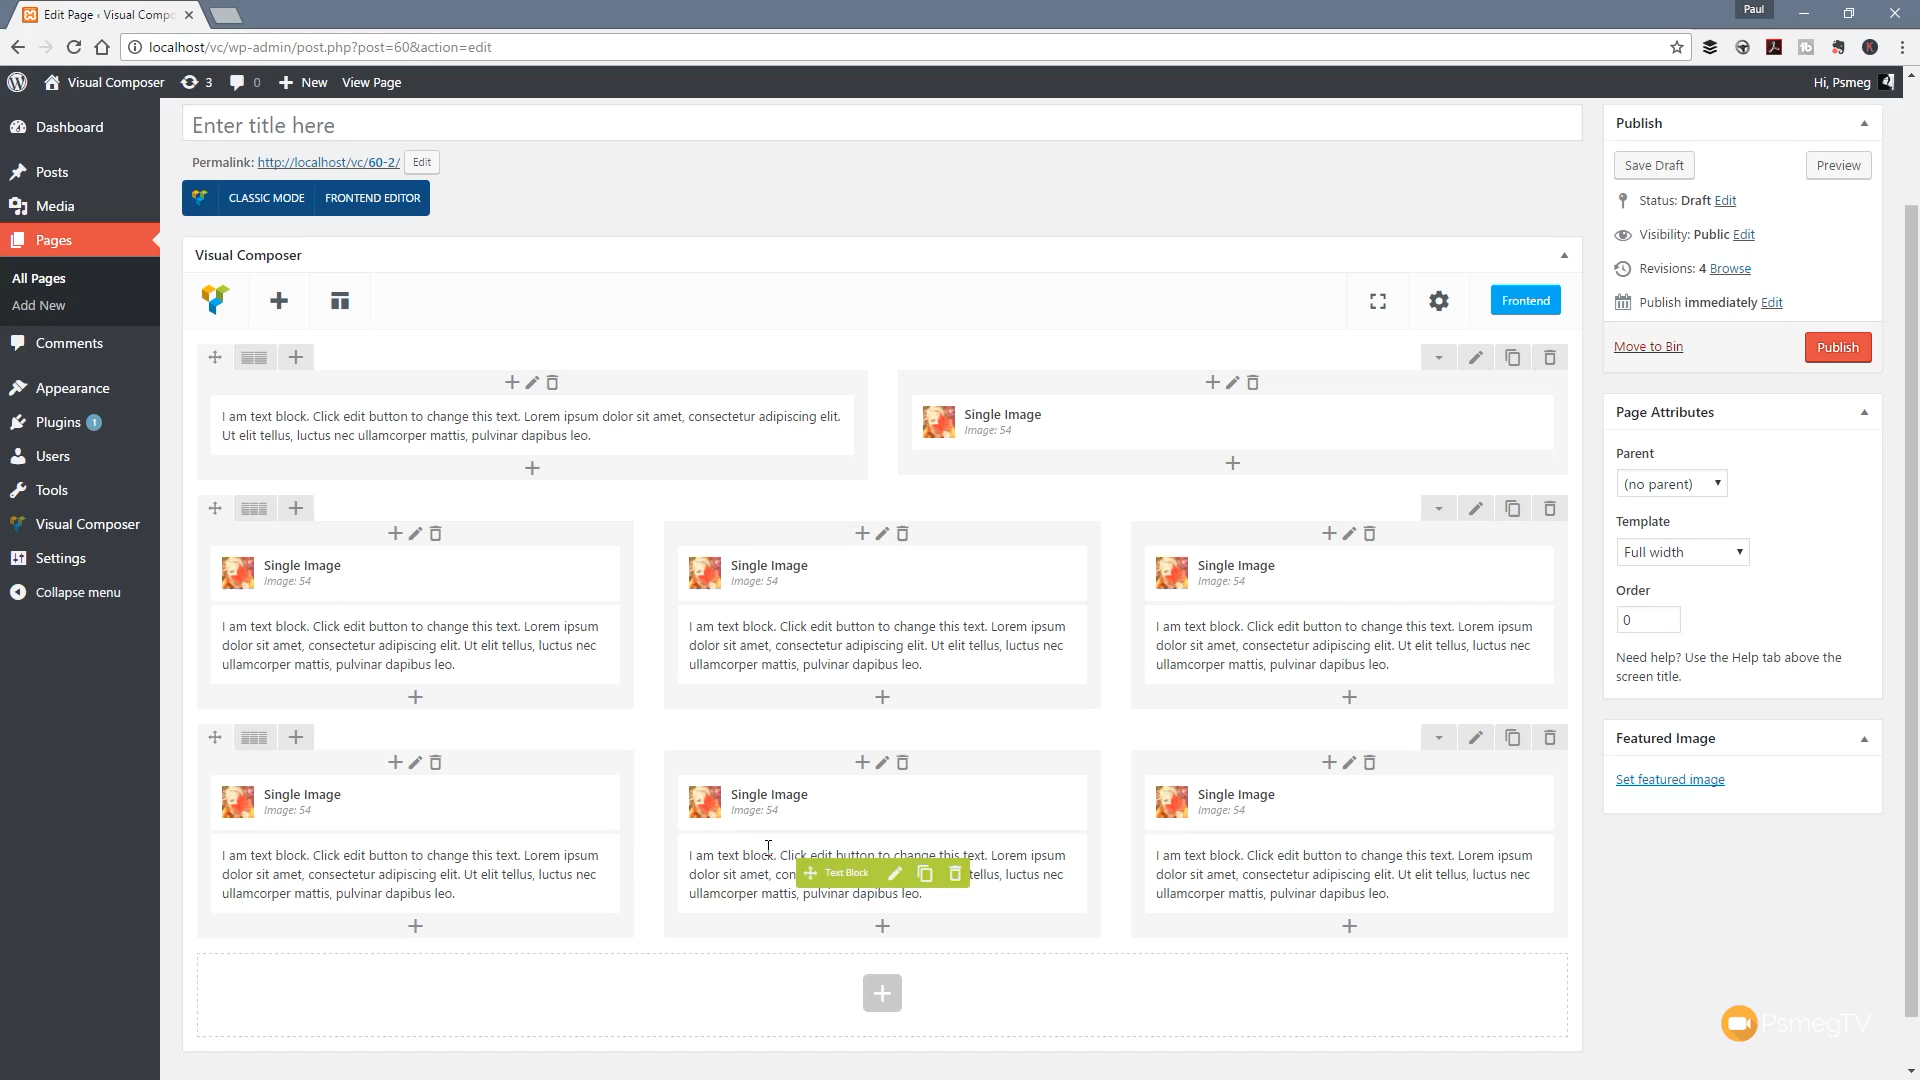 Edit Page ‹ Visual Compo
Paul
localhost/vc/wp-admin/post.php?post=60&action=edit
Visual Composer 3 0 New View Page
Hi, Psmeg
Dashboard
Posts
Media
Pages
All Pages
Add New
Comments
Appearance
Plugins 1
Users
Tools
Visual Composer
Settings
Collapse menu
Enter title here
Permalink: http://localhost/vc/60-2/ Edit
CLASSIC MODE FRONTEND EDITOR
Visual Composer
Frontend
I am text block. Click edit button to change this text. Lorem ipsum dolor sit amet, consectetur adipiscing elit.
Ut elit tellus, luctus nec ullamcorper mattis, pulvinar dapibus leo.
Single Image
Image: 54
Single Image
Image: 54
I am text block. Click edit button to change this text. Lorem ipsum
dolor sit amet, consectetur adipiscing elit. Ut elit tellus, luctus nec
ullamcorper mattis, pulvinar dapibus leo.
Single Image
Image: 54
I am text block. Click edit button to change this text. Lorem ipsum
dolor sit amet, consectetur adipiscing elit. Ut elit tellus, luctus nec
ullamcorper mattis, pulvinar dapibus leo.
Single Image
Image: 54
I am text block. Click edit button to change this text. Lorem ipsum
dolor sit amet, consectetur adipiscing elit. Ut elit tellus, luctus nec
ullamcorper mattis, pulvinar dapibus leo.
Single Image
Image: 54
I am text block. Click edit button to change this text. Lorem ipsum
dolor sit amet, consectetur adipiscing elit. Ut elit tellus, luctus nec
ullamcorper mattis, pulvinar dapibus leo.
Single Image
Image: 54
I am text block. Click edit button to change this text. Lorem ipsum
dolor sit amet, con Text Block tellus, luctus nec
ullamcorper mattis, pulvinar dapibus leo.
Single Image
Image: 54
I am text block. Click edit button to change this text. Lorem ipsum
dolor sit amet, consectetur adipiscing elit. Ut elit tellus, luctus nec
ullamcorper mattis, pulvinar dapibus leo.
Publish
Save Draft Preview
Status: Draft Edit
Visibility: Public Edit
Revisions: 4 Browse
Publish immediately Edit
Move to Bin Publish
Page Attributes
Parent
(no parent)
Template
Full width
Order
0
Need help? Use the Help tab above the
screen title.
Featured Image
Set featured image
PsmegTV